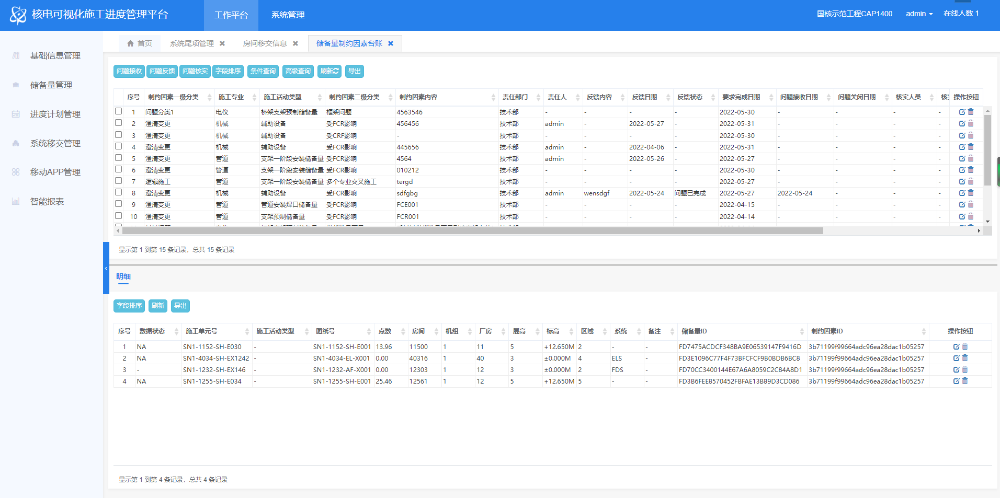 核电可视化施工进度管理平台 工作平台 系统管理 国核示范工程CAP1400 admin 在线人数 1
首页 系统尾项管理 房间移交信息 储备量制约因素台账
基础信息管理
储备量管理
进度计划管理
系统移交管理
移动APP管理
智能报表
问题接收 问题反馈 问题核实 字段排序 条件查询 高级查询 刷新 导出
序号 制约因素一级分类 施工专业 施工活动类型 制约因素二级分类 制约因素内容 责任部门 责任人 反馈内容 反馈日期 反馈状态 要求完成日期 问题接收日期 问题关闭日期 核实人员 操作按钮
1 问题分类1 电仪 桥架支架预制储备量 框架问题 4563546 技术部 - - - - 2022-05-30 - - - -
2 澄清变更 机械 辅助设备 受FCR影响 456456 技术部 admin - 2022-05-27 - 2022-05-31 - - - -
3 澄清变更 机械 辅助设备 受CRF影响 - 技术部 - - - - 2022-05-30 - - - -
4 澄清变更 机械 辅助设备 受FCR影响 445656 技术部 admin - 2022-04-06 - 2022-05-31 - - - -
5 澄清变更 管道 支架一阶段安装储备量 受FCR影响 4564 技术部 admin - 2022-05-26 - 2022-05-27 - - - -
6 澄清变更 管道 支架一阶段安装储备量 受FCR影响 010212 技术部 - - - - 2022-05-30 - - - -
7 逻辑施工 管道 支架一阶段安装储备量 多个专业交叉施工 tergd 技术部 - - - - 2022-05-27 - - - -
8 澄清变更 机械 辅助设备 受FCR影响 sdfgbg 技术部 admin wensdgf 2022-05-24 问题已完成 2022-05-27 2022-05-24 - - -
9 澄清变更 管道 管道安装焊口储备量 受FCR影响 FCE001 技术部 - - - - 2022-04-15 - - - -
10 澄清变更 管道 支架预制储备量 受FCR影响 FCR001 技术部 - - - - 2022-04-14 - - - -
显示第 1 到第 15 条记录，总共 15 条记录
<
明细
字段排序 刷新 导出
序号 数据状态 施工单元号 施工活动类型 图纸号 点数 房间 机组 厂房 层高 标高 区域 系统 备注 储备量ID 制约因素ID 操作按钮
1 NA SN1-1152-SH-E030 - SN1-1152-SH-E001 13.96 11500 1 11 5 +12.650M 2 - - FD7475ACDCF348BA9E06539147F9416D 3b71199f99664adc96ea28dac1b05257
2 NA SN1-4034-SH-EX1242 - SN1-4034-EL-X001 0.00 40316 1 40 3 ±0.000M 4 ELS - FD3E1096C77F4F73BFCFCF9B0BDB6BC8 3b71199f99664adc96ea28dac1b05257
3 - SN1-1232-SH-EX146 - SN1-1232-AF-X001 0.00 12303 1 12 3 ±0.000M 2 FDS - FD70CC3400144E67A6A8059C2C84A8D1 3b71199f99664adc96ea28dac1b05257
4 NA SN1-1255-SH-E034 - SN1-1255-SH-E001 25.46 12561 1 12 5 +12.650M 5 - - FD3B6FEE8570452FBFAE13B89D3CD086 3b71199f99664adc96ea28dac1b05257
显示第 1 到第 4 条记录，总共 4 条记录